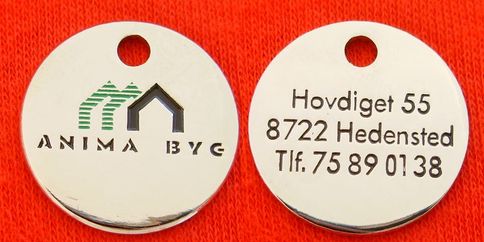 ANIMA BYG
Hovdiget 55
8722 Hedensted
Tlf. 75 89 01 38